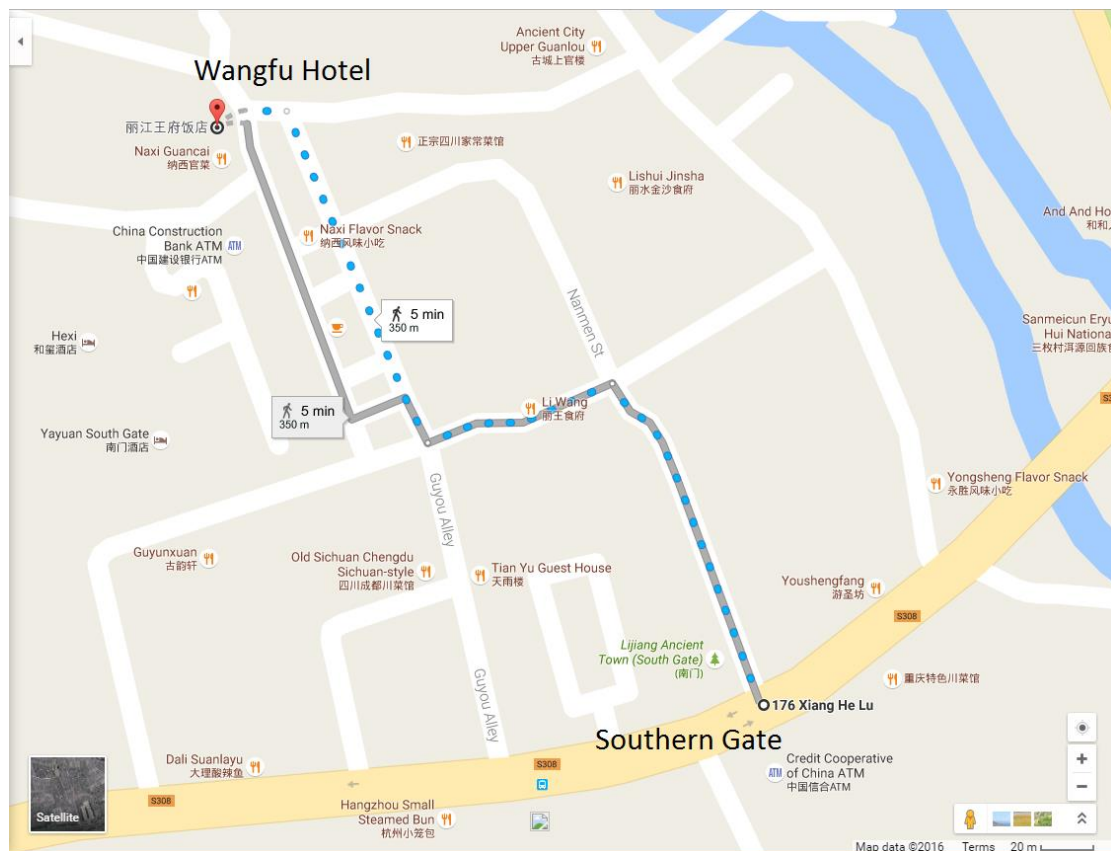 Ancient City
Upper Guanlou
古城上官楼
Wangfu Hotel
丽江王府饭店
正宗四川家常菜馆
Naxi Guancai
纳西官菜
Lishui Jinsha
丽水金沙食府
And And Ho
和和人
China Construction
Bank ATM
中国建设银行ATM
ATM
Naxi Flavor Snack
纳西风味小吃
5 min
350 m
Nanmen St
Sanmeicun Eryu
Hui National
三枚村洱源回族食
Hexi
和玺酒店
5 min
350 m
Li Wang
丽王食府
S3
Yayuan South Gate
南门酒店
Guyou Alley
Yongsheng Flavor Snack
永胜风味小吃
Guyunxuan
古韵轩
Old Sichuan Chengdu
Sichuan-style
四川成都川菜馆
Tian Yu Guest House
天雨楼
Youshengfang
游圣坊
S308
Lijiang Ancient
Town (South Gate)
(南门)
重庆特色川菜馆
Guyou Alley
176 Xiang He Lu
Southern Gate
Dali Suanlayu
大理酸辣鱼
S308
ATM
Credit Cooperative
of China ATM
中国信合ATM
S308
Satellite
Hangzhou Small
Steamed Bun
杭州小笼包
Map data ©2016
Terms
20 m